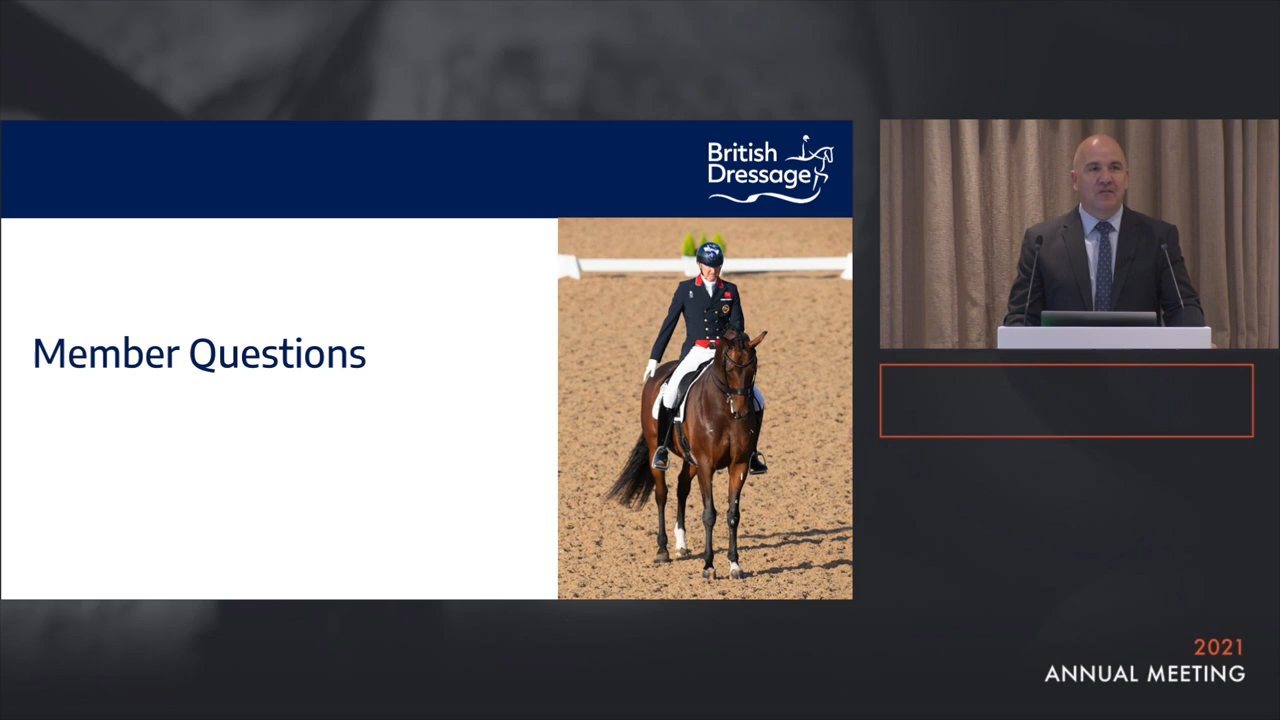 British
Dressage
Member Questions
2021
ANNUAL MEETING